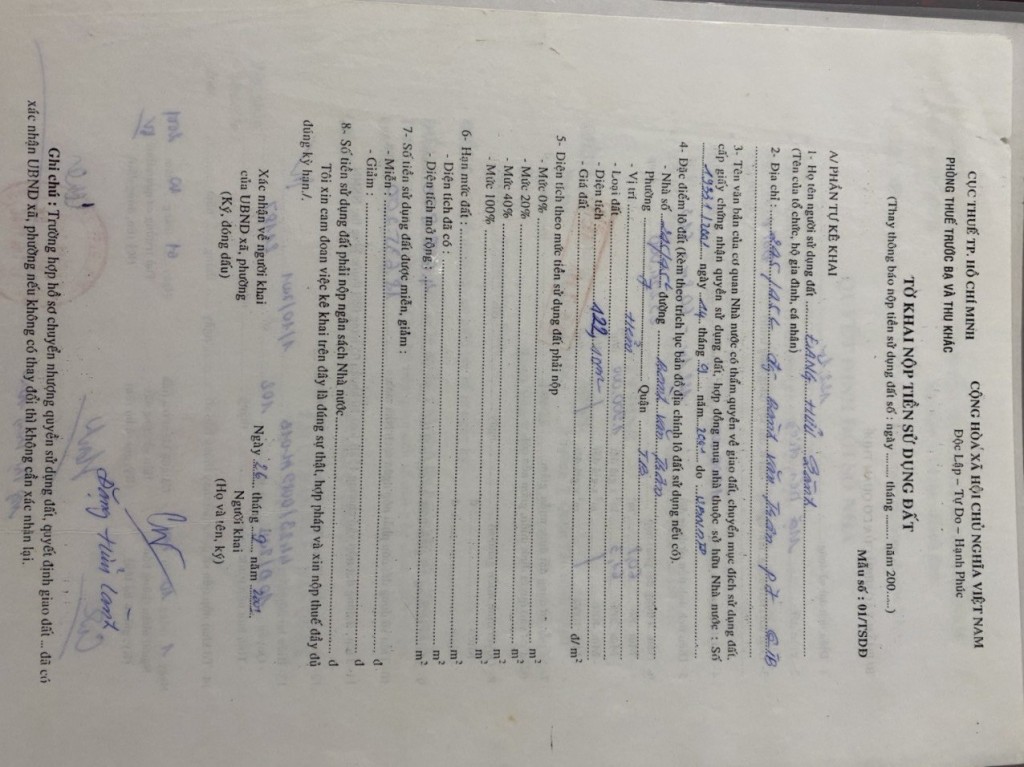 CỤC THUẾ TP. HỒ CHÍ MINH
PHÒNG THUẾ TRƯỚC BẠ VÀ THU KHÁC
CỘNG HÒA XÃ HỘI CHỦ NGHĨA VIỆT NAM
Độc Lập – Tự Do – Hạnh Phúc
Mẫu số : 01/TSDĐ
TỜ KHAI NỘP TIỀN SỬ DỤNG ĐẤT
(Thay thông báo nộp tiền sử dụng đất số : ngày ........ tháng ........ năm 200.....)
A/ PHẦN TỰ KÊ KHAI
1- Họ tên người sử dụng đất ........ ĐẶNG HỮU
(Tên của tổ chức, hộ gia đình, cá nhân)
2- Địa chỉ :
3- Tên văn bản của cơ quan Nhà nước có thẩm quyền về giao đất, chuyển mục đích sử dụng đất,
cấp giấy chứng nhận quyền sử dụng đất, hợp đồng mua nhà thuộc sở hữu Nhà nước : Số
ngày 14 tháng 9 năm 2001 do
4- Đặc điểm lô đất (kèm theo trích lục bản đồ địa chính lô đất sử dụng nếu có).
- Nhà số đường
Phường 9 Quận TB
- Vị trí HẺM
- Loại đất
- Diện tích
- Giá đất đ/m²
5- Diện tích theo mức tiền sử dụng đất phải nộp
- Mức 0% m²
- Mức 20% m²
- Mức 40% m²
- Mức 100% m²
6- Hạn mức đất :
- Diện tích đã có : m²
- Diện tích mở rộng : m²
7- Số tiền sử dụng đất được miễn, giảm :
- Miễn : đ
- Giảm : đ
8- Số tiền sử dụng đất phải nộp ngân sách Nhà nước đ
Tôi xin cam đoan việc kê khai trên đây là đúng sự thật, hợp pháp và xin nộp thuế đầy đủ
đúng kỳ hạn./.
Ngày 26 tháng 9 năm 2001
Xác nhận về người khai
của UBND xã, phường
(Ký, đóng dấu)
Người khai
(Họ và tên, ký)
Ghi chú : Trường hợp hồ sơ chuyển nhượng quyền sử dụng đất, quyết định giao đất ... đã có
xác nhận UBND xã, phường nếu không có thay đổi thì không cần xác nhận lại.